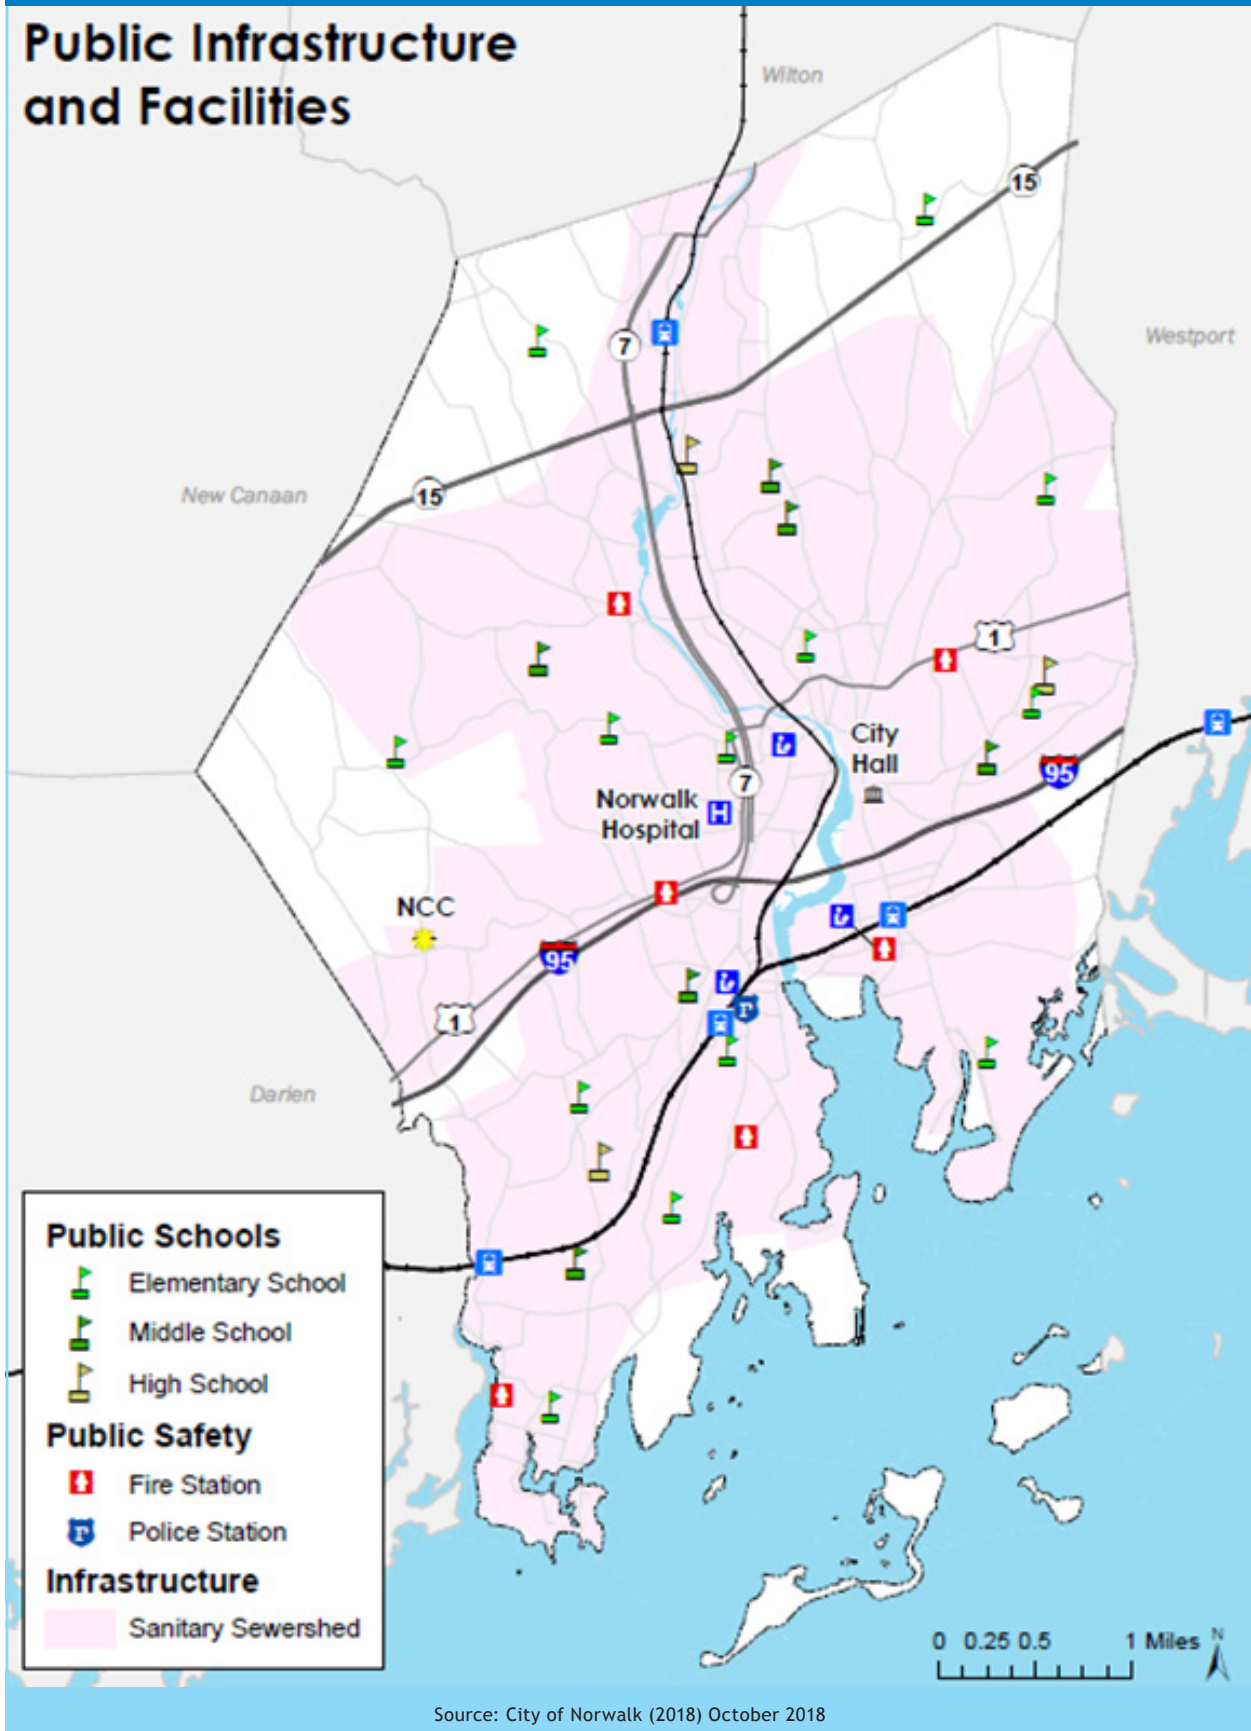 Public Infrastructure
and Facilities
Wilton
15
Westport
7
New Canaan
15
1
City
Hall
95
7
Norwalk
Hospital
H
NCC
95
1
Darien
Public Schools
Elementary School
Middle School
High School
Public Safety
Fire Station
P
Police Station
Infrastructure
Sanitary Sewershed
0 0.25 0.5 1 Miles
N
Source: City of Norwalk (2018) October 2018